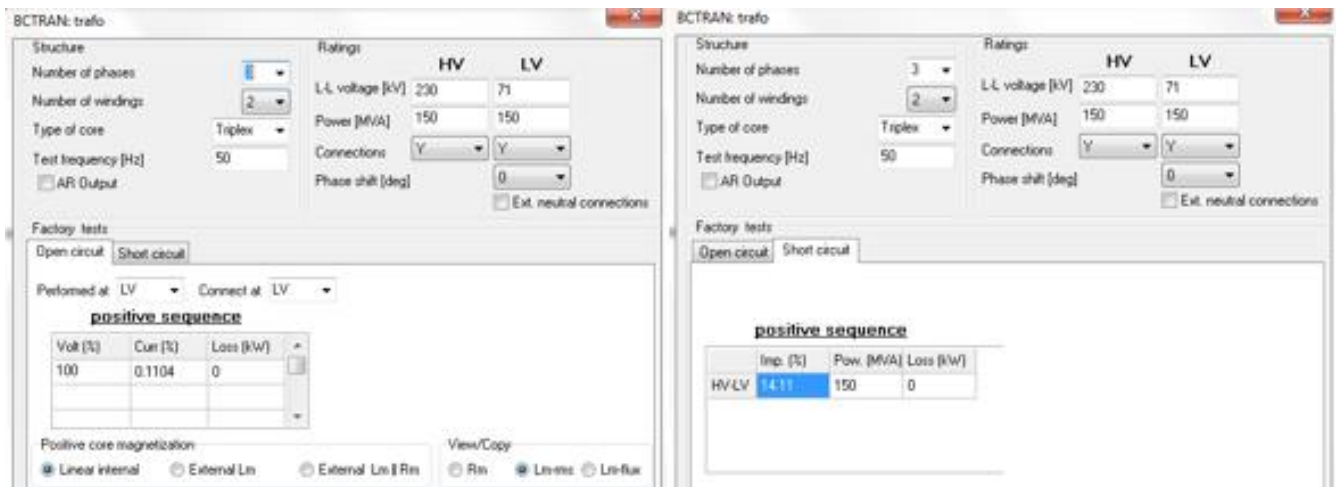 BCTRAN: trafo
Structure
Number of phases
Number of windings 2
Type of core Triplex
Test frequency [Hz] 50
AR Output
Ratings
HV LV
L-L voltage [kV] 230 71
Power [MVA] 150 150
Connections Y Y
Phase shift [deg] 0
Ext. neutral connections
Factory tests
Open circuit Short circuit
Performed at LV Connect at LV
positive sequence
Volt (%) Curr (%) Loss (kW)
100 0.1104 0
Positive core magnetization
Linear internal External Lm External Lm || Rm
View/Copy
Rm Lm-rms Lm-flux
BCTRAN: trafo
Structure
Number of phases 3
Number of windings 2
Type of core Triplex
Test frequency [Hz] 50
AR Output
Ratings
HV LV
L-L voltage [kV] 230 71
Power [MVA] 150 150
Connections Y Y
Phase shift [deg] 0
Ext. neutral connections
Factory tests
Open circuit Short circuit
positive sequence
Imp. (%) Pow. [MVA] Loss (kW)
HV-LV 14.11 150 0